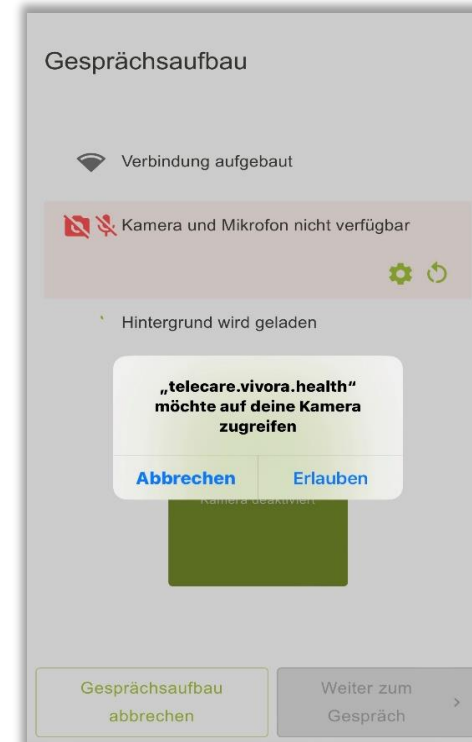 Gesprächsaufbau
Verbindung aufgebaut
Kamera und Mikrofon nicht verfügbar
Hintergrund wird geladen
„telecare.vivora.health“
möchte auf deine Kamera
zugreifen
Abbrechen Erlauben
Kamera deaktiviert
Gesprächsaufbau
abbrechen
Weiter zum
Gespräch